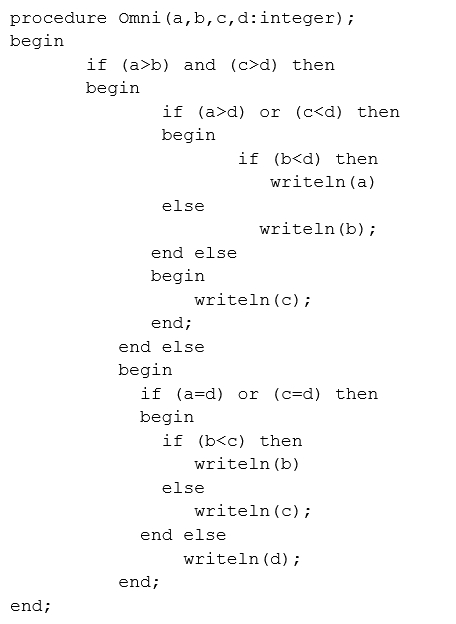 procedure Omni(a,b,c,d:integer);
begin
if (a>b) and (c>d) then
begin
if (a>d) or (c<d) then
begin
if (b<d) then
writeln(a)
else
writeln(b);
end else
begin
writeln(c);
end;
end else
begin
if (a=d) or (c=d) then
begin
if (b<c) then
writeln(b)
else
writeln(c);
end else
writeln(d);
end;
end;